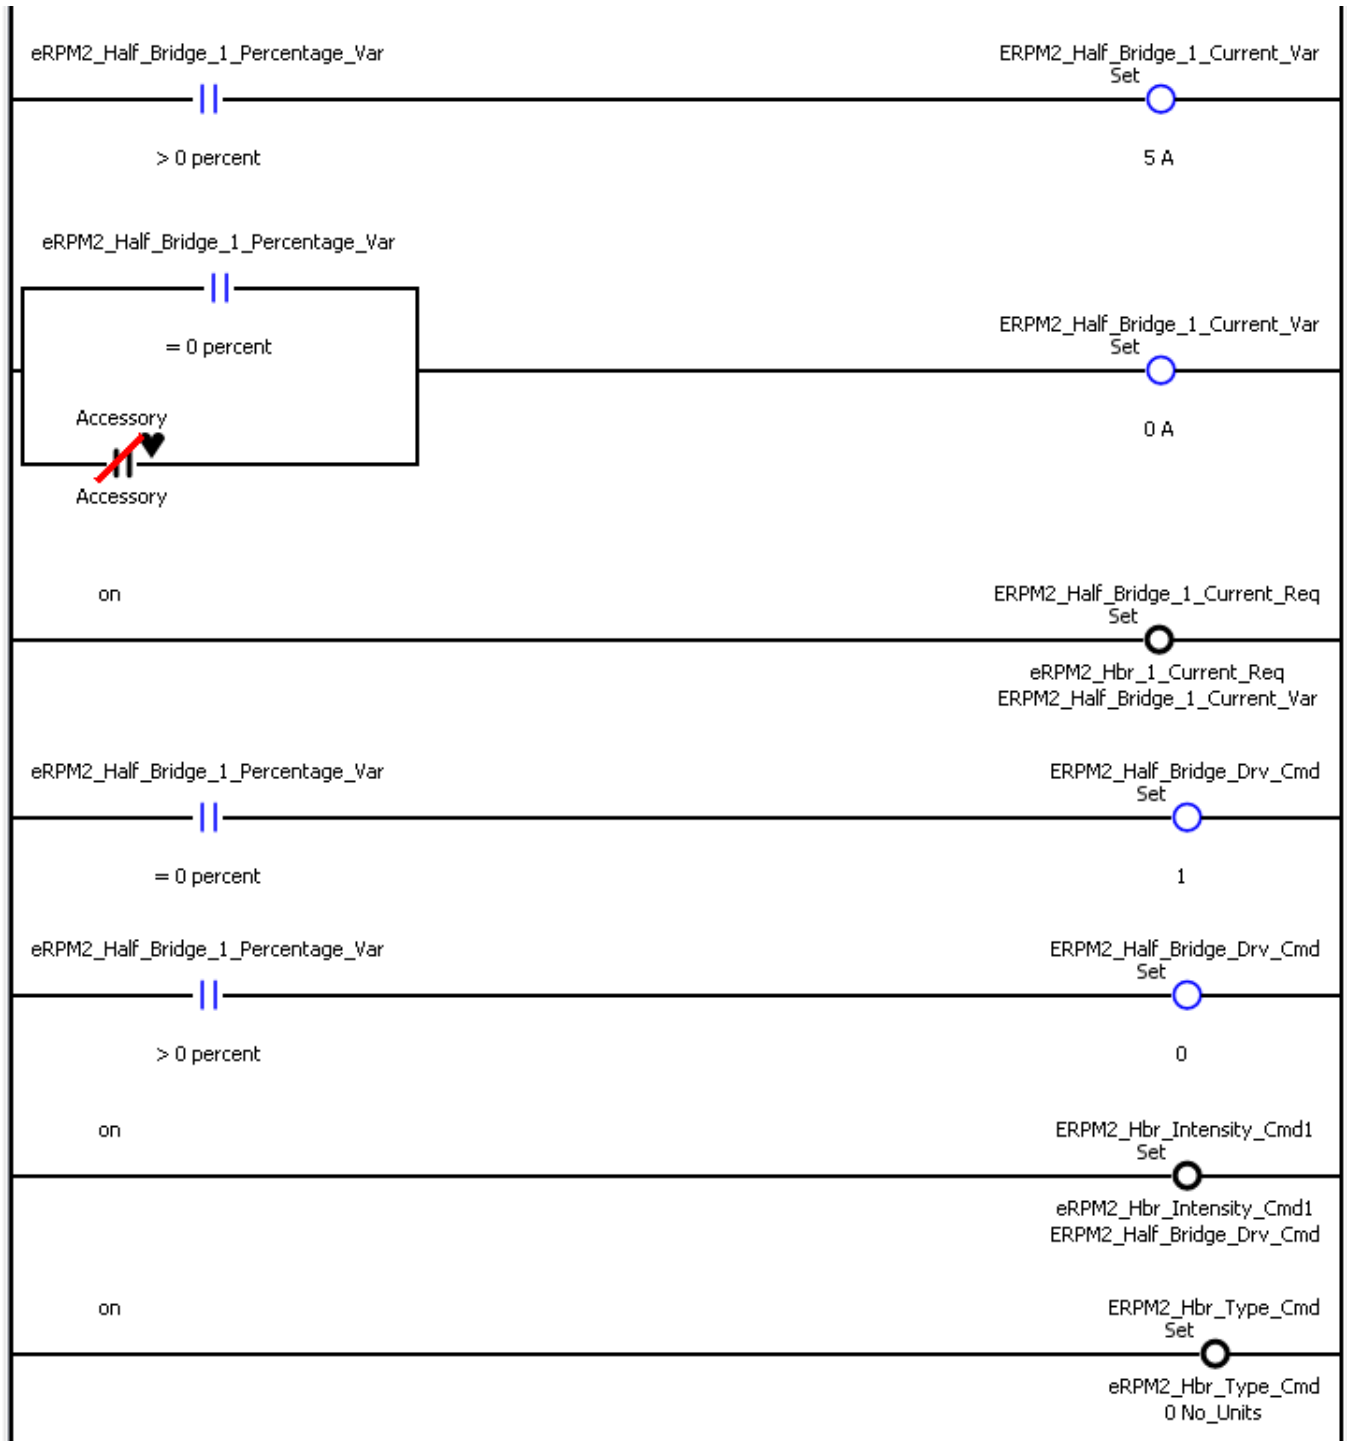 eRPM2_Half_Bridge_1_Percentage_Var
ERPM2_Half_Bridge_1_Current_Var
Set
> 0 percent
5 A
eRPM2_Half_Bridge_1_Percentage_Var
= 0 percent
ERPM2_Half_Bridge_1_Current_Var
Set
0 A
Accessory
Accessory
on
ERPM2_Half_Bridge_1_Current_Req
Set
eRPM2_Hbr_1_Current_Req
ERPM2_Half_Bridge_1_Current_Var
eRPM2_Half_Bridge_1_Percentage_Var
ERPM2_Half_Bridge_Drv_Cmd
Set
= 0 percent
1
eRPM2_Half_Bridge_1_Percentage_Var
ERPM2_Half_Bridge_Drv_Cmd
Set
> 0 percent
0
on
ERPM2_Hbr_Intensity_Cmd1
Set
eRPM2_Hbr_Intensity_Cmd1
ERPM2_Half_Bridge_Drv_Cmd
on
ERPM2_Hbr_Type_Cmd
Set
eRPM2_Hbr_Type_Cmd
0 No_Units